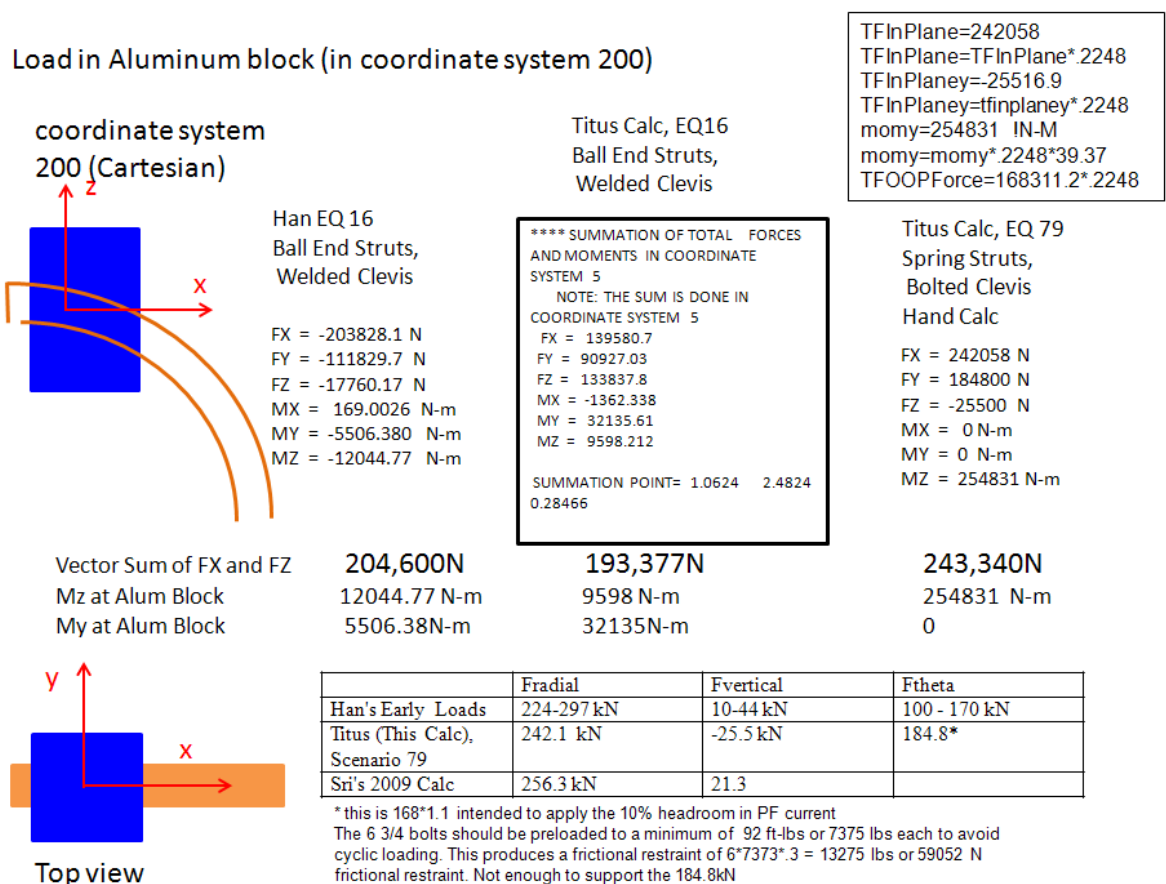 Load in Aluminum block (in coordinate system 200)
TFInPlane=242058
TFInPlane=TFInPlane*.2248
TFInPlaney=-25516.9
TFInPlaney=tfinplaney*.2248
momy=254831 !N-M
momy=momy*.2248*39.37
TFOOPForce=168311.2*.2248
coordinate system
200 (Cartesian)
z
x
Han EQ 16
Ball End Struts,
Welded Clevis
FX = -203828.1 N
FY = -111829.7 N
FZ = -17760.17 N
MX = 169.0026 N-m
MY = -5506.380 N-m
MZ = -12044.77 N-m
Titus Calc, EQ16
Ball End Struts,
Welded Clevis
**** SUMMATION OF TOTAL FORCES
AND MOMENTS IN COORDINATE
SYSTEM 5
NOTE: THE SUM IS DONE IN
COORDINATE SYSTEM 5
FX = 139580.7
FY = 90927.03
FZ = 133837.8
MX = -1362.338
MY = 32135.61
MZ = 9598.212
SUMMATION POINT= 1.0624 2.4824
0.28466
Titus Calc, EQ 79
Spring Struts,
Bolted Clevis
Hand Calc
FX = 242058 N
FY = 184800 N
FZ = -25500 N
MX = 0 N-m
MY = 0 N-m
MZ = 254831 N-m
Vector Sum of FX and FZ 204,600N 193,377N 243,340N
Mz at Alum Block 12044.77 N-m 9598 N-m 254831 N-m
My at Alum Block 5506.38N-m 32135N-m 0
y
x
Top view
Fradial Fvertical Ftheta
Han's Early Loads 224-297 kN 10-44 kN 100 - 170 kN
Titus (This Calc), 242.1 kN -25.5 kN 184.8*
Scenario 79
Sri's 2009 Calc 256.3 kN 21.3
* this is 168*1.1 intended to apply the 10% headroom in PF current
The 6 3/4 bolts should be preloaded to a minimum of 92 ft-lbs or 7375 lbs each to avoid
cyclic loading. This produces a frictional restraint of 6*7373*.3 = 13275 lbs or 59052 N
frictional restraint. Not enough to support the 184.8kN